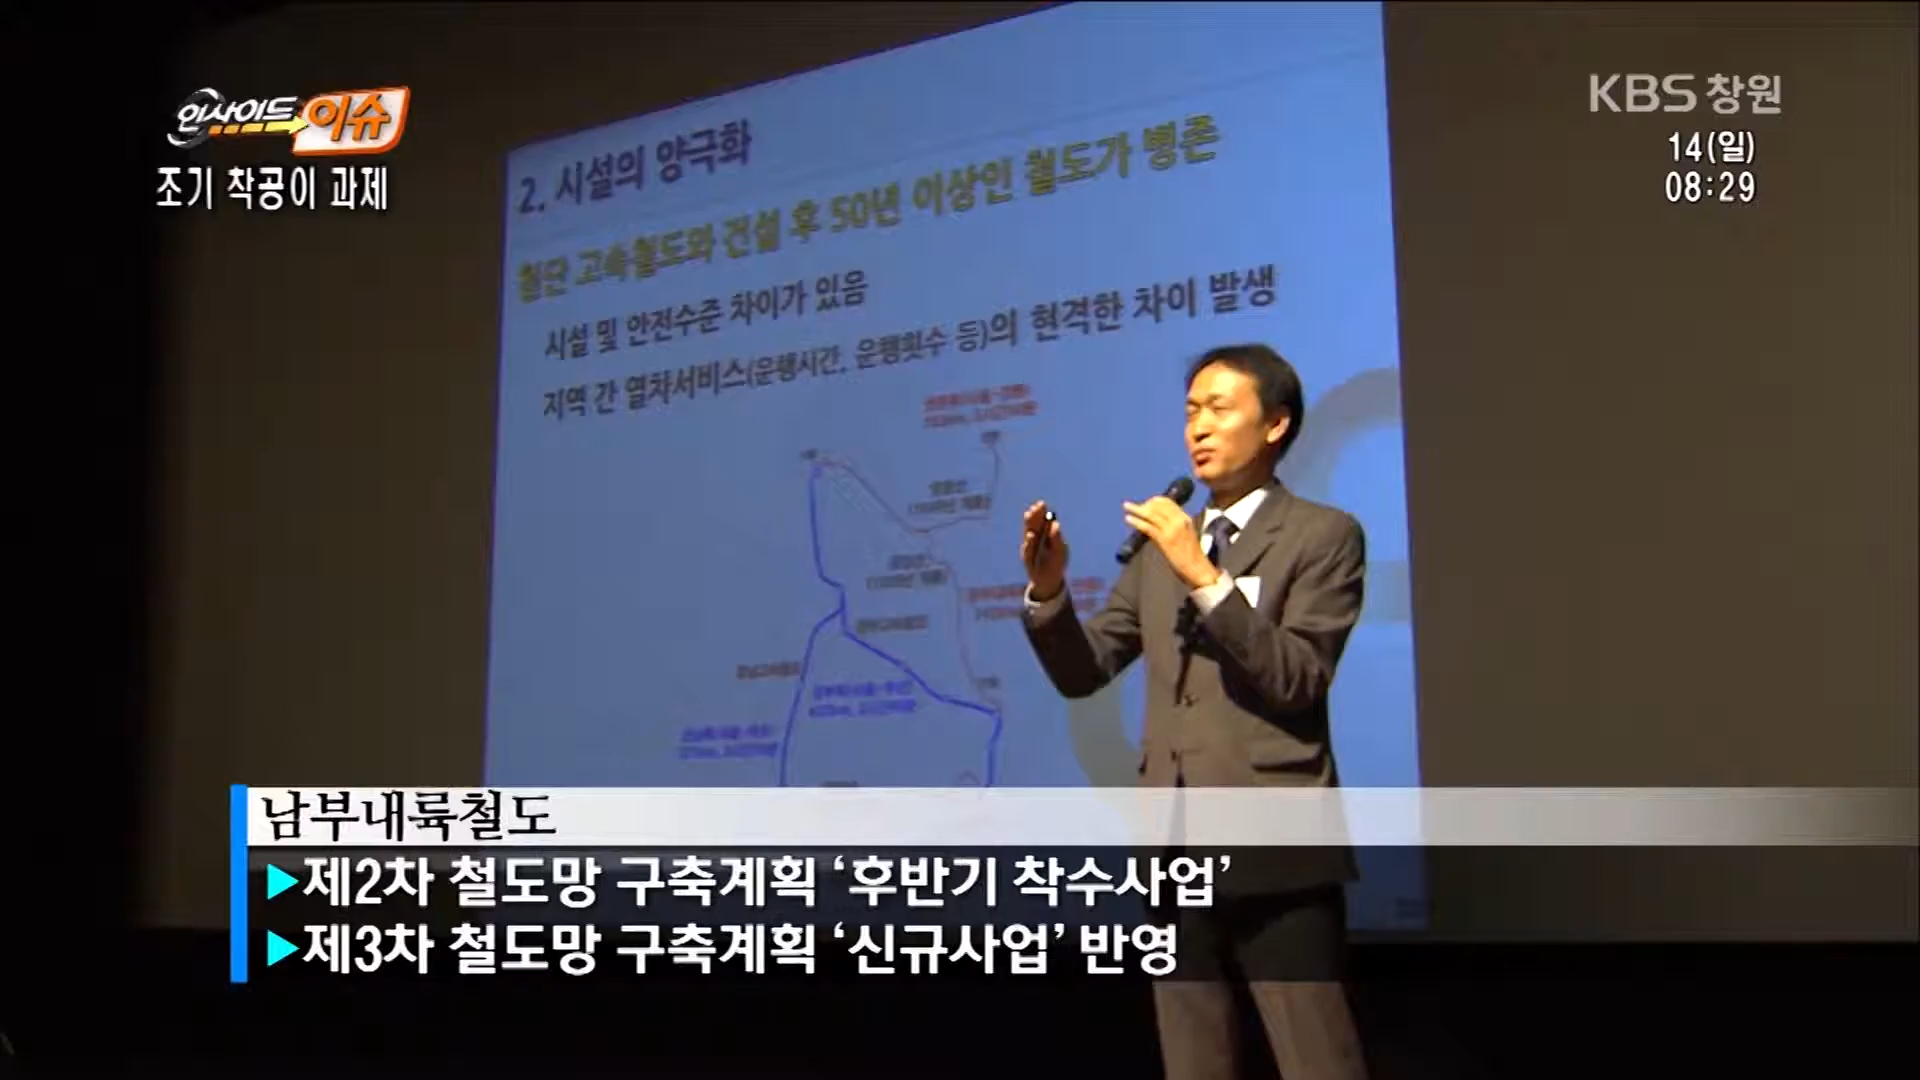 인사이드 이슈
조기 착공이 과제
KBS 창원
14(일)
08:29
2. 시설의 양극화
첨단 고속철도와 건설 후 50년 이상인 철도가 병존
시설 및 안전수준 차이가 있음
지역 간 열차서비스(운행시간, 운행횟수 등)의 현격한 차이 발생
남부내륙철도
▶제2차 철도망 구축계획 ‘후반기 착수사업’
▶제3차 철도망 구축계획 ‘신규사업’ 반영